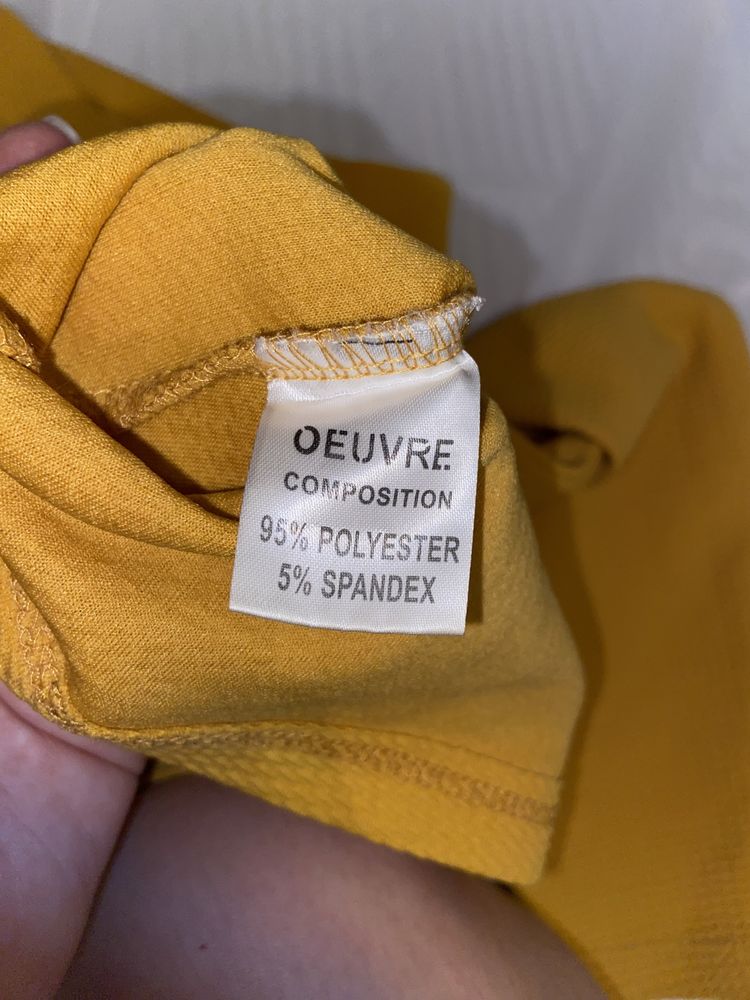 OEUVRE
COMPOSITION
95% POLYESTER
5% SPANDEX